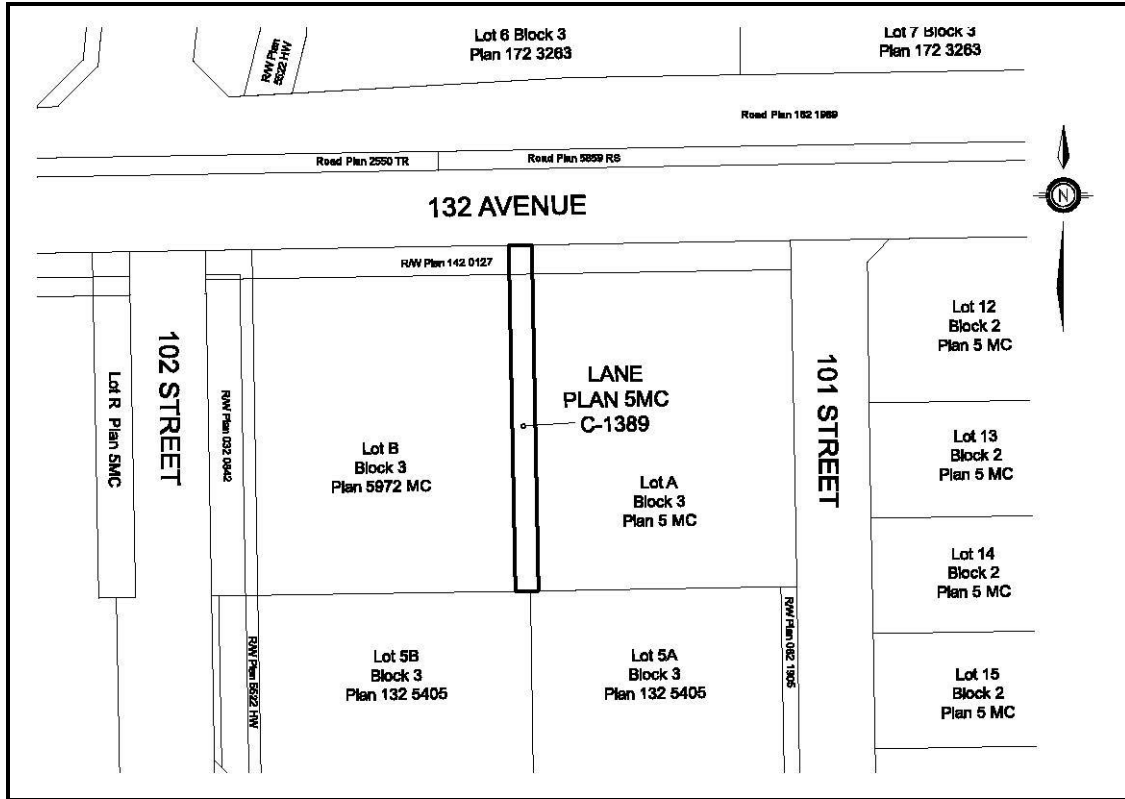 Lot 6 Block 3
Plan 172 3263
Lot 7 Block 3
Plan 172 3263
R/W Plan
5522 HW
Road Plan 162 1989
Road Plan 2550 TR
Road Plan 5859 RS
132 AVENUE
N
R/W Plan 142 0127
102 STREET
Lot R Plan 5MC
R/W Plan 032 0842
LANE
PLAN 5MC
C-1389
101 STREET
Lot 12
Block 2
Plan 5 MC
Lot B
Block 3
Plan 5972 MC
Lot A
Block 3
Plan 5 MC
Lot 13
Block 2
Plan 5 MC
Lot 14
Block 2
Plan 5 MC
R/W Plan 5522 HW
Lot 5B
Block 3
Plan 132 5405
Lot 5A
Block 3
Plan 132 5405
R/W Plan 082 1905
Lot 15
Block 2
Plan 5 MC